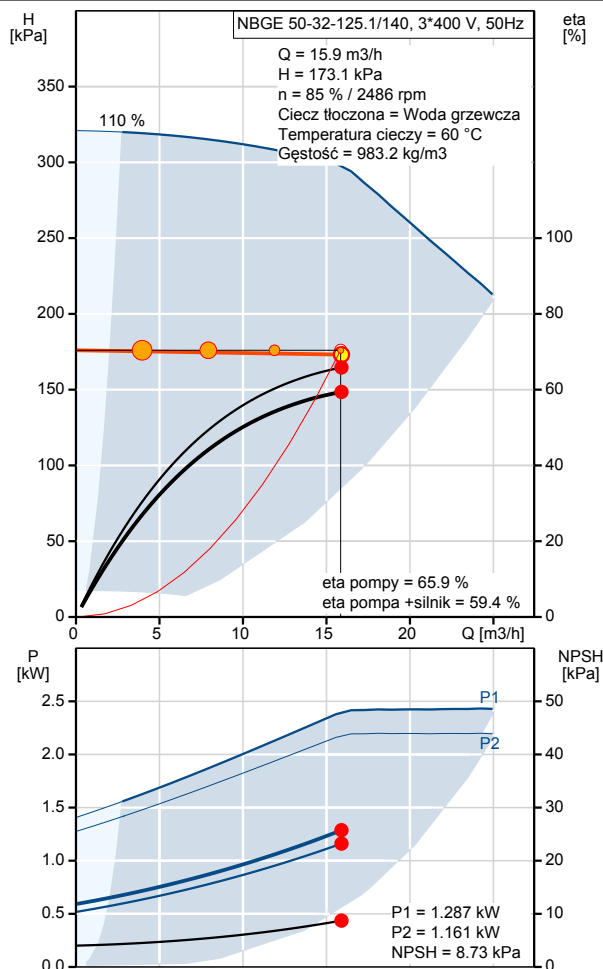 H
[kPa]
NBGE 50-32-125.1/140, 3*400 V, 50Hz
eta
[%]
Q = 15.9 m3/h
H = 173.1 kPa
n = 85 % / 2486 rpm
Ciecz tłoczona = Woda grzewcza
Temperatura cieczy = 60 °C
Gęstość = 983.2 kg/m3
110 %
350
300
250
200
150
100
50
0
100
80
60
40
20
0
eta pompy = 65.9 %
eta pompa +silnik = 59.4 %
0
5
10
15
20
Q [m3/h]
P
[kW]
NPSH
[kPa]
2.5
2.0
1.5
1.0
0.5
0.0
50
40
30
20
10
0
P1
P2
P1 = 1.287 kW
P2 = 1.161 kW
NPSH = 8.73 kPa